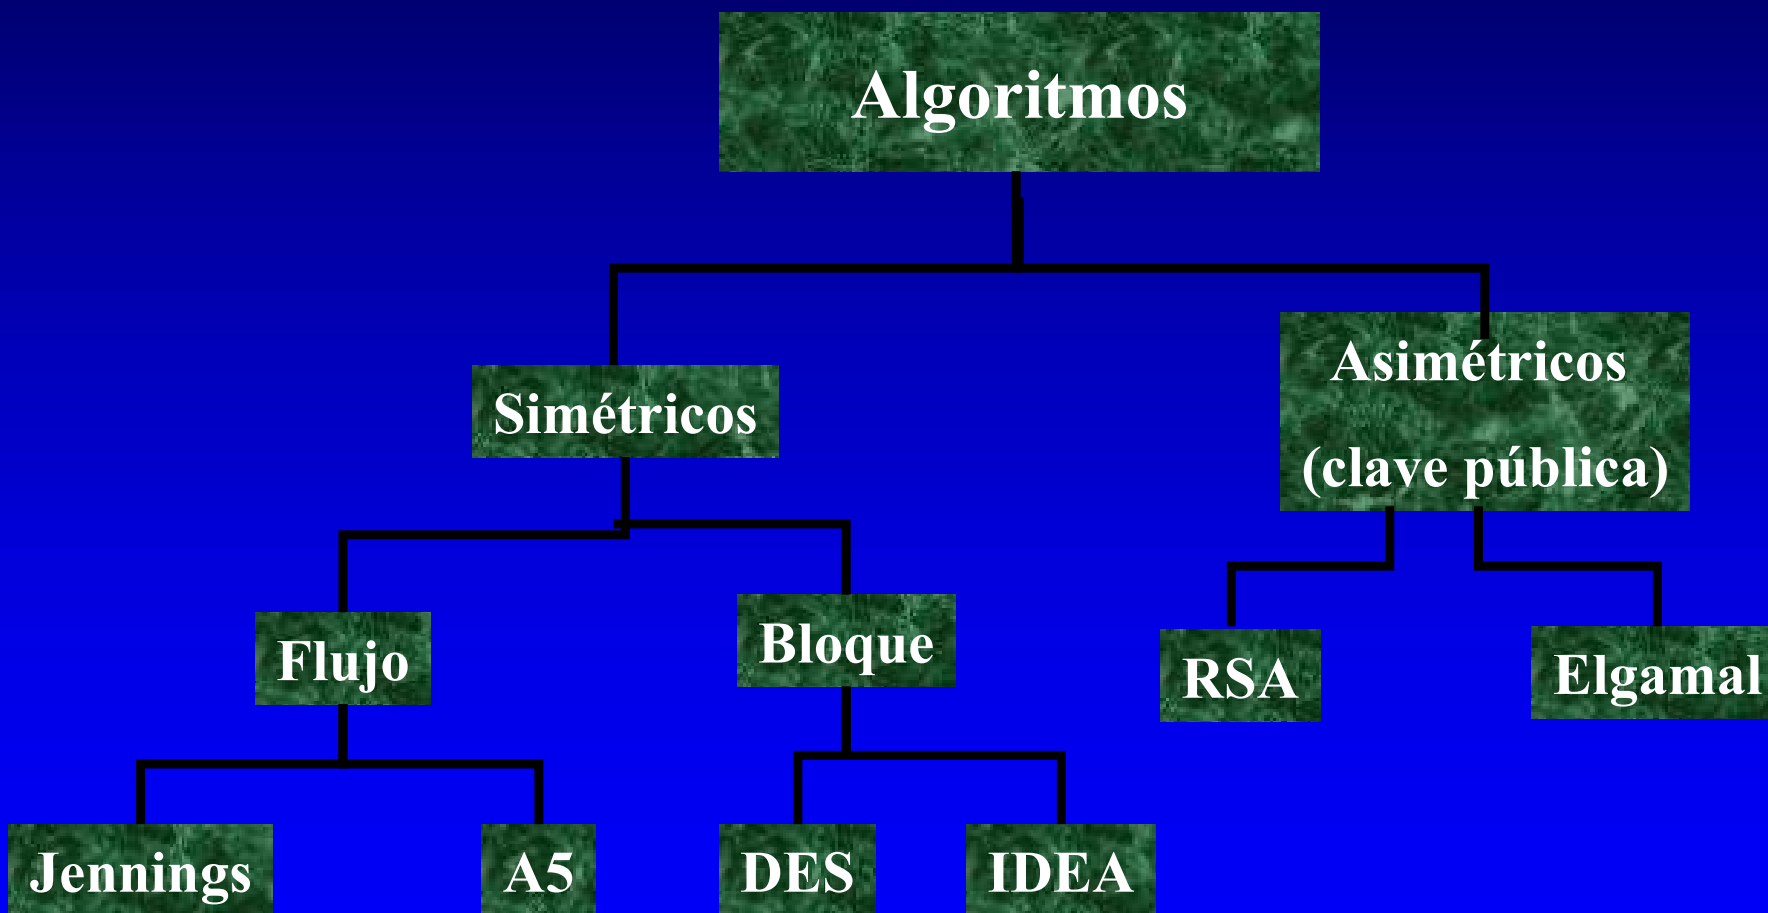 Algoritmos
Asimétricos
(clave pública)
Simétricos
Flujo
Bloque
RSA
Elgamal
Jennings
A5
DES
IDEA